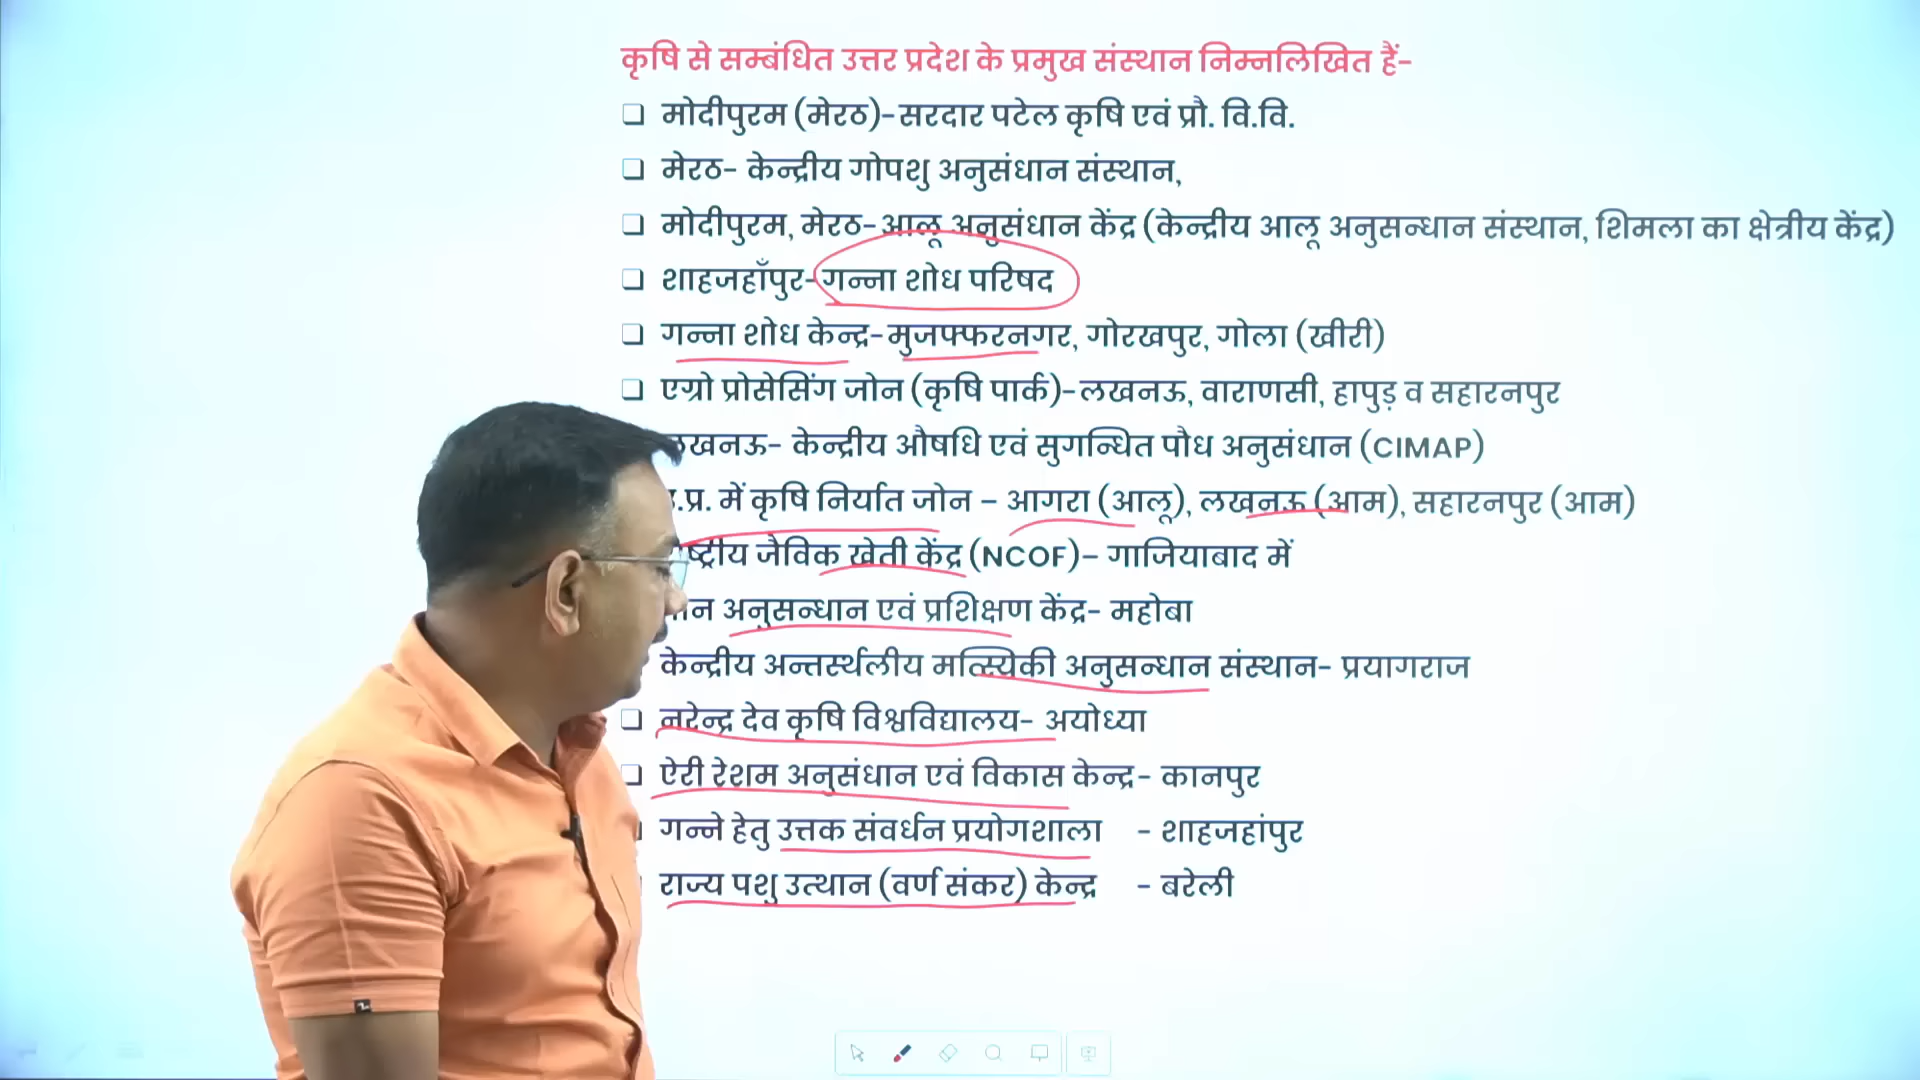 कृषि से सम्बंधित उत्तर प्रदेश के प्रमुख संस्थान निम्नलिखित हैं-
मोदीपुरम (मेरठ)-सरदार पटेल कृषि एवं प्रौ. वि.वि.
मेरठ- केन्द्रीय गोपशु अनुसंधान संस्थान,
मोदीपुरम, मेरठ-आलू अनुसंधान केंद्र (केन्द्रीय आलू अनुसन्धान संस्थान, शिमला का क्षेत्रीय केंद्र)
शाहजहाँपुर-गन्ना शोध परिषद
गन्ना शोध केन्द्र-मुजफ्फरनगर, गोरखपुर, गोला (खीरी)
एग्रो प्रोसेसिंग जोन (कृषि पार्क)-लखनऊ, वाराणसी, हापुड़ व सहारनपुर
लखनऊ- केन्द्रीय औषधि एवं सुगन्धित पौध अनुसंधान (CIMAP)
.प्र. में कृषि निर्यात जोन – आगरा (आलू), लखनऊ (आम), सहारनपुर (आम)
जैविक खेती केंद्र (NCOF)– गाजियाबाद में
अनुसन्धान एवं प्रशिक्षण केंद्र- महोबा
केन्द्रीय अन्तर्स्थलीय मत्स्यिकी अनुसन्धान संस्थान- प्रयागराज
नरेन्द्र देव कृषि विश्वविद्यालय- अयोध्या
ऐरी रेशम अनुसंधान एवं विकास केन्द्र- कानपुर
गन्ने हेतु उत्तक संवर्धन प्रयोगशाला - शाहजहांपुर
राज्य पशु उत्थान (वर्ण संकर) केन्द्र - बरेली